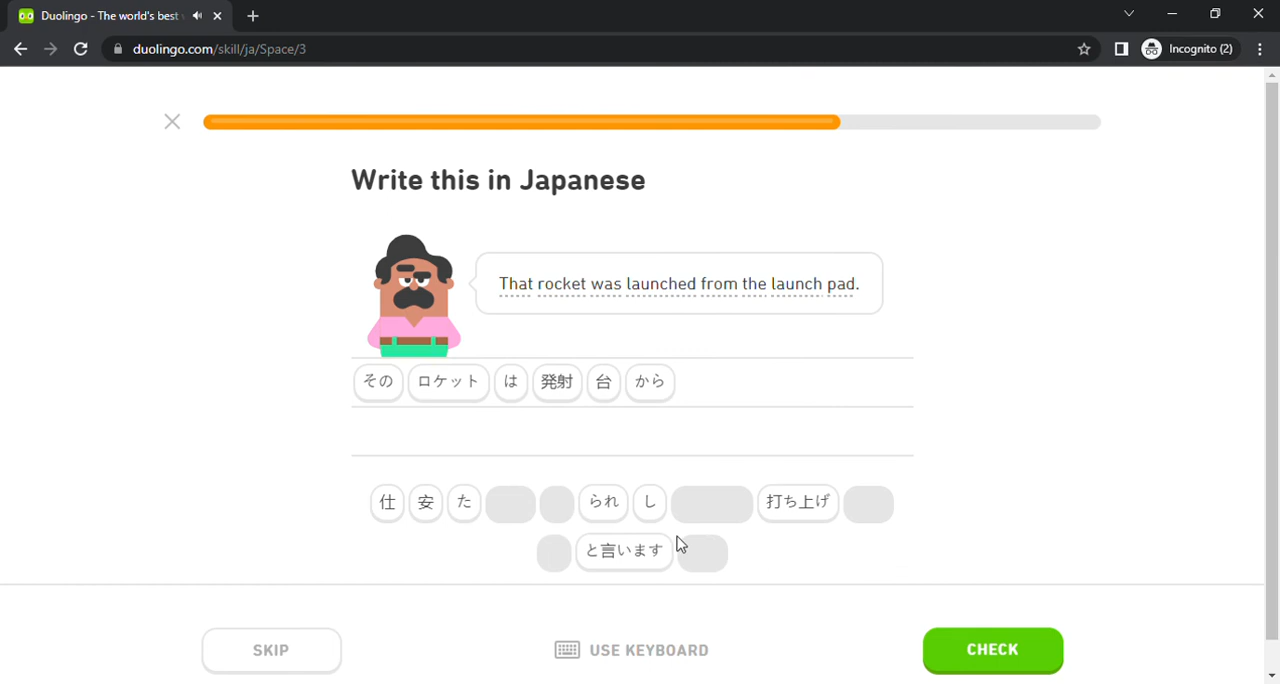 Duolingo - The world's best
duolingo.com/skill/ja/Space/3
Incognito (2)
Write this in Japanese
That rocket was launched from the launch pad.
その ロケット は 発射 台 から
仕 安 た られ し 打ち上げ
と言います
SKIP
USE KEYBOARD
CHECK